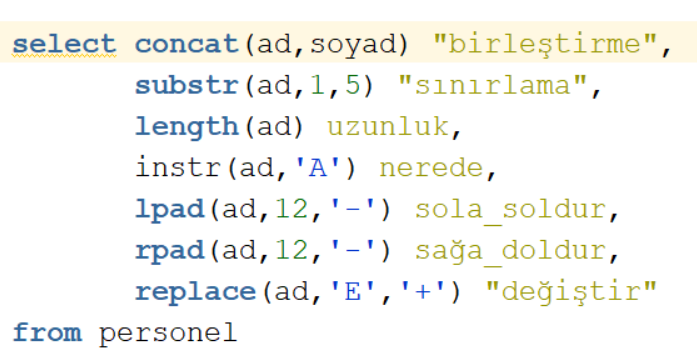 select concat(ad,soyad) "birleştirme",
substr(ad,1,5) "sınırlama",
length(ad) uzunluk,
instr(ad,'A') nerede,
lpad(ad,12,'-') sola_soldur,
rpad(ad,12,'-') sağa_doldur,
replace(ad,'E','+') "değiştir"
from personel